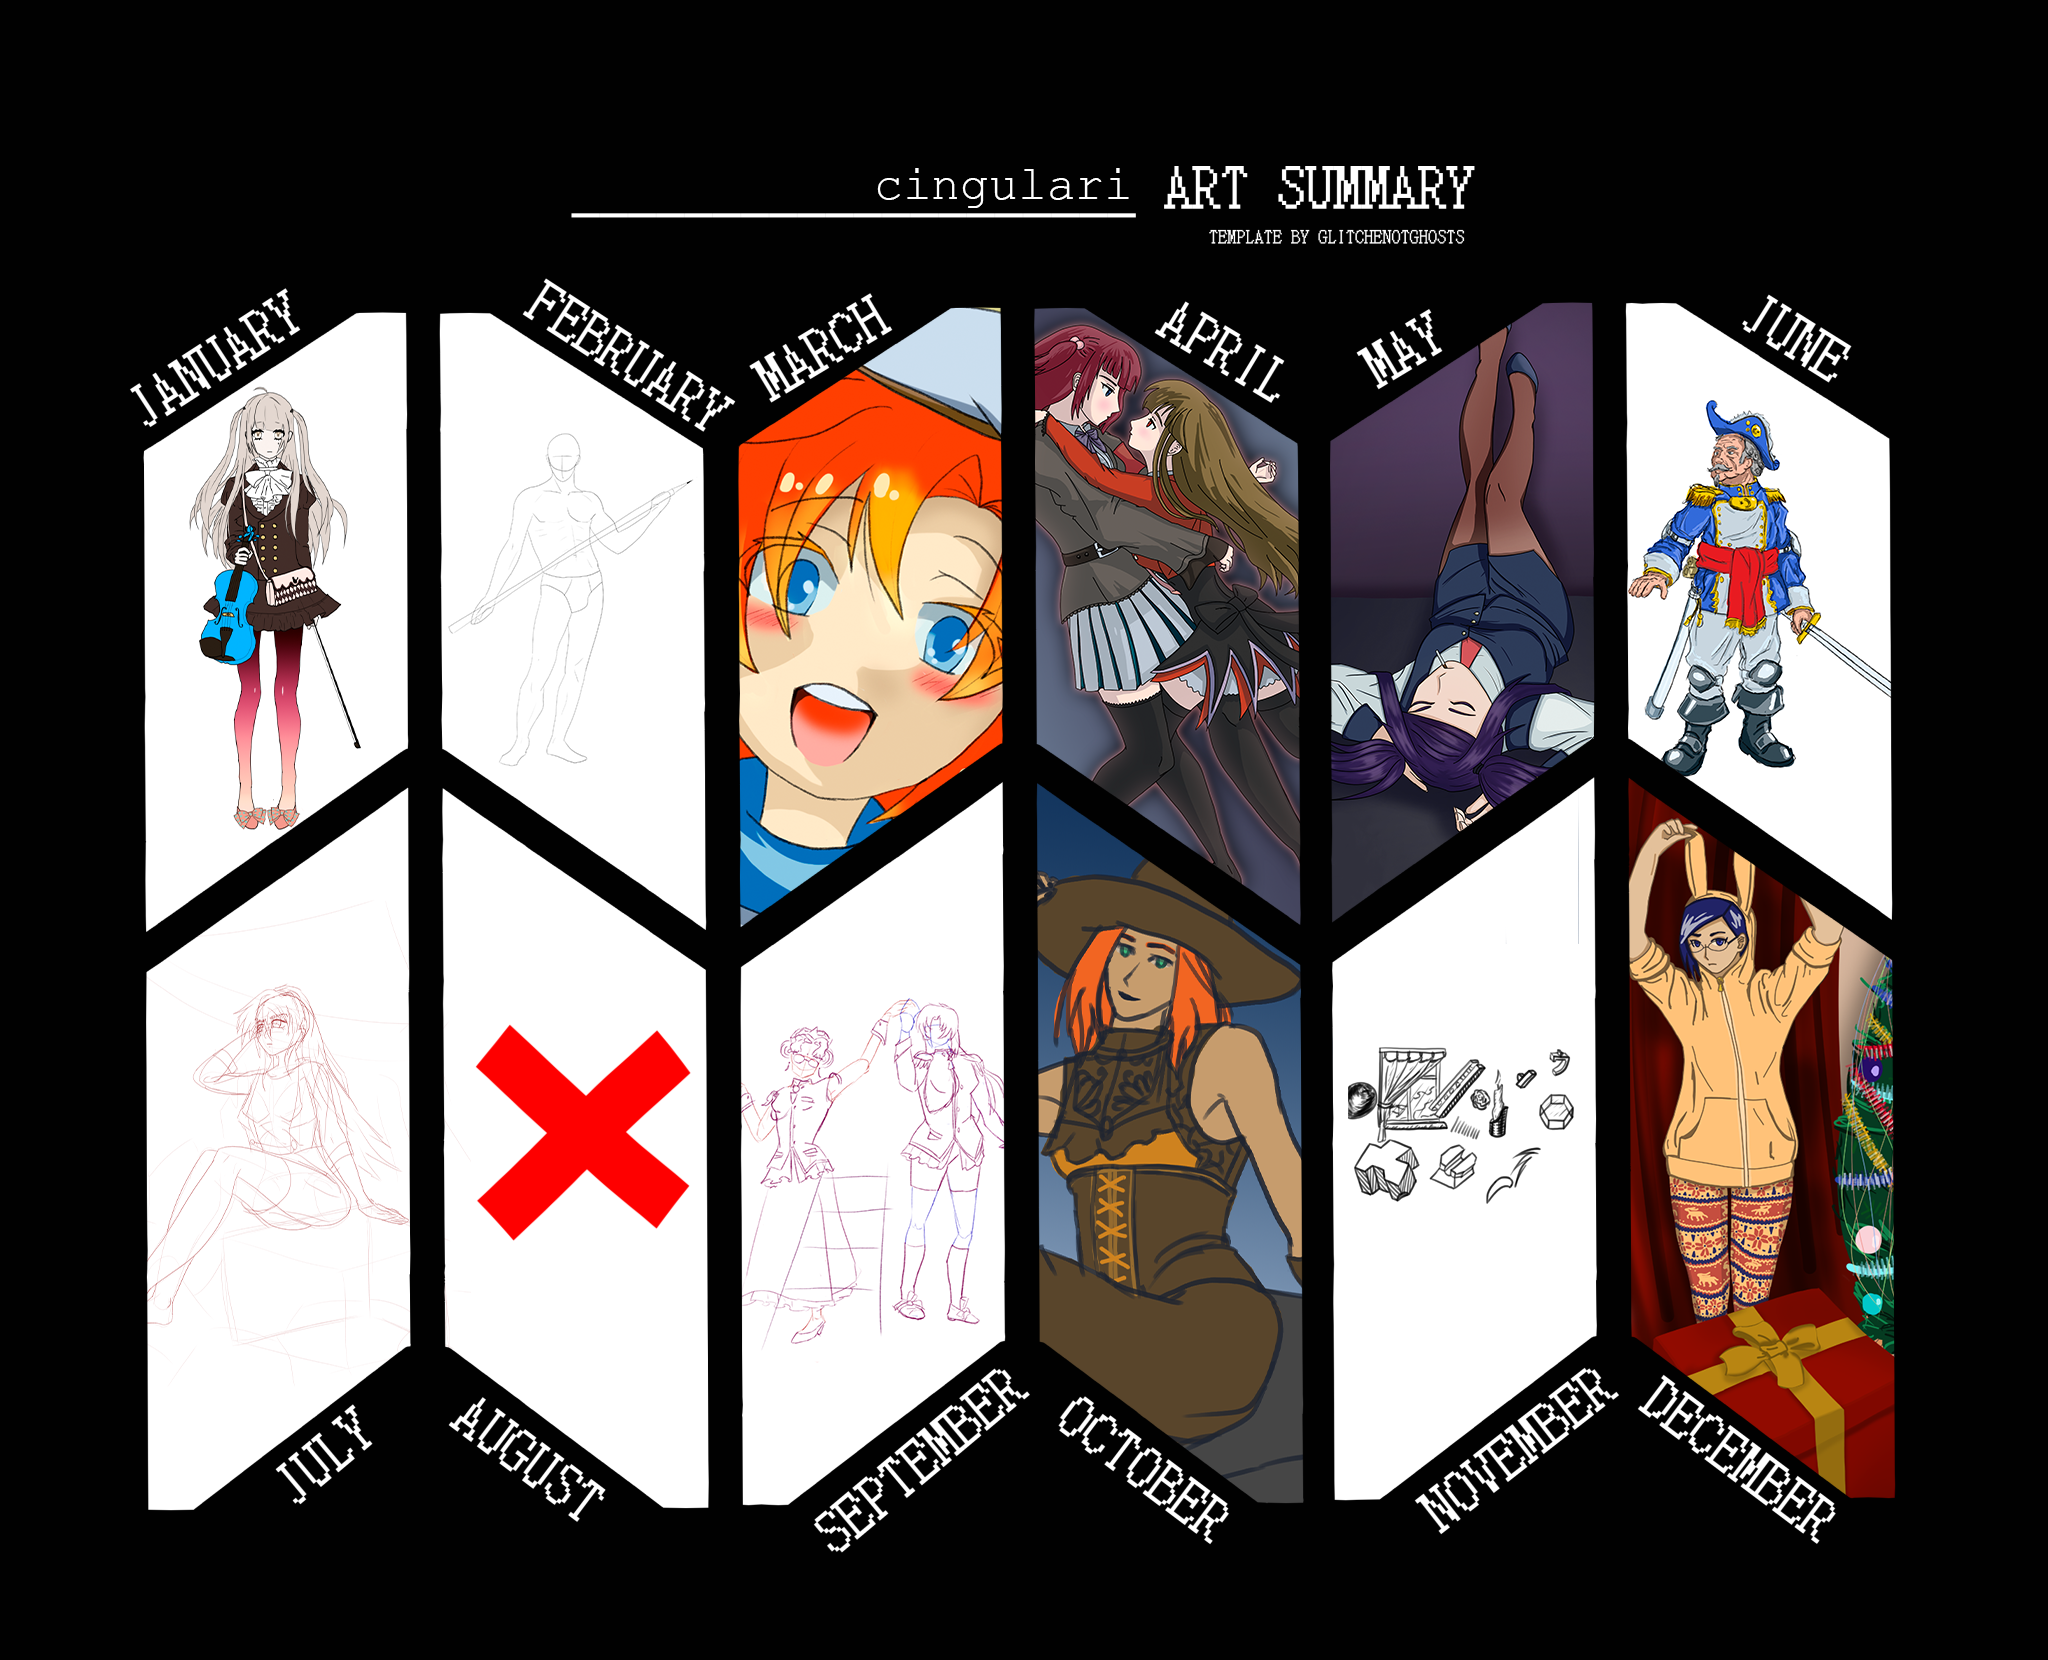 cingulari ART SUMMARY
TEMPLATE BY GLITCHENOTGHOSTS
JANUARY
FEBRUARY
MARCH
APRIL
MAY
JUNE
JULY
AUGUST
SEPTEMBER
OCTOBER
NOVEMBER
DECEMBER